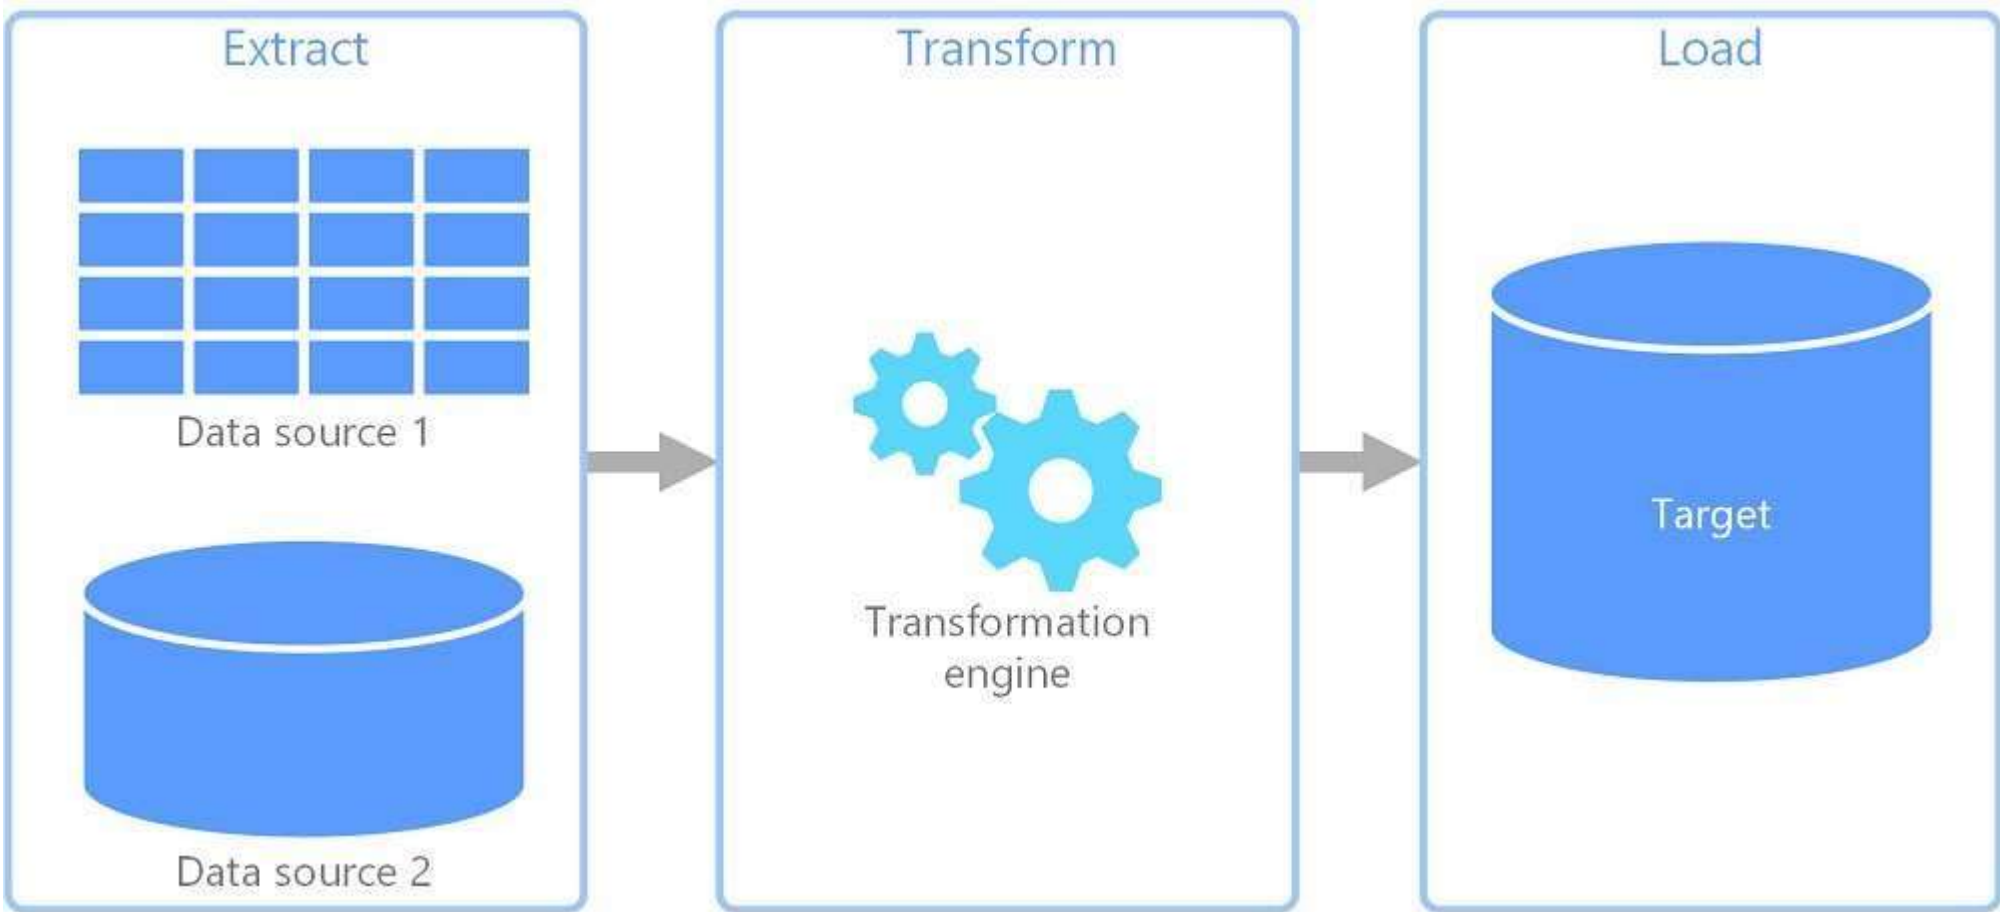 Extract
Data source 1
Data source 2
Transform
Transformation
engine
Load
Target